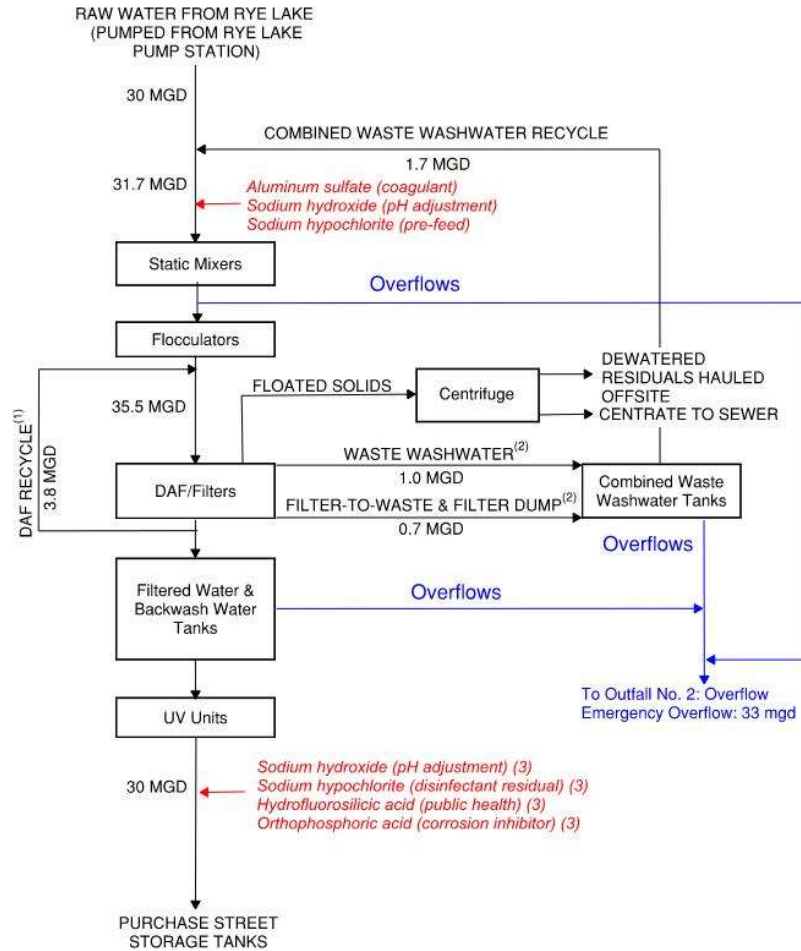 RAW WATER FROM RYE LAKE
(PUMPED FROM RYE LAKE
PUMP STATION)
30 MGD
COMBINED WASTE WASHWATER RECYCLE
1.7 MGD
31.7 MGD
Aluminum sulfate (coagulant)
Sodium hydroxide (pH adjustment)
Sodium hypochlorite (pre-feed)
Static Mixers
Overflows
Flocculators
DEWATERED
RESIDUALS HAULED
OFFSITE
CENTRATE TO SEWER
FLOATED SOLIDS
Centrifuge
35.5 MGD
DAF RECYCLE(1)
3.8 MGD
WASTE WASHWATER(2)
1.0 MGD
DAF/Filters
FILTER-TO-WASTE & FILTER DUMP(2)
0.7 MGD
Combined Waste
Washwater Tanks
Overflows
Filtered Water &
Backwash Water
Tanks
Overflows
To Outfall No. 2: Overflow
Emergency Overflow: 33 mgd
UV Units
30 MGD
Sodium hydroxide (pH adjustment) (3)
Sodium hypochlorite (disinfectant residual) (3)
Hydrofluorosilicic acid (public health) (3)
Orthophosphoric acid (corrosion inhibitor) (3)
PURCHASE STREET
STORAGE TANKS